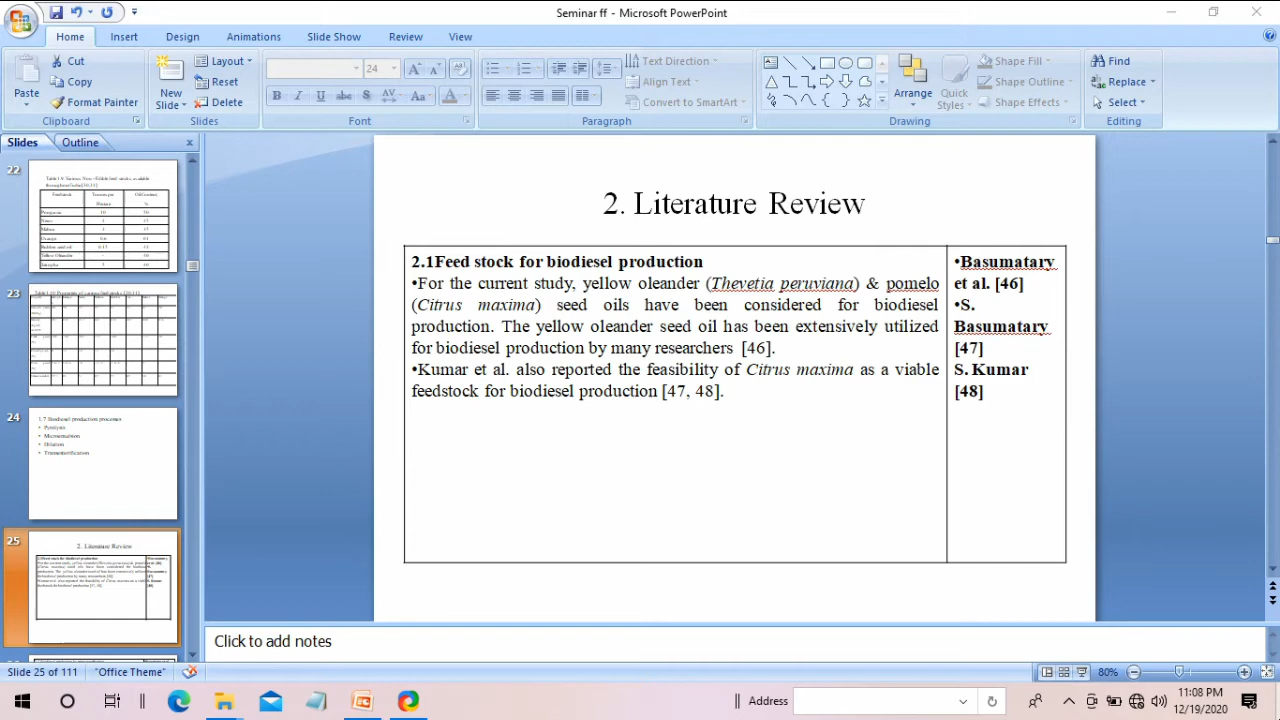 Seminar ff - Microsoft PowerPoint
Home Insert Design Animations Slide Show Review View
Paste
Cut
Copy
Format Painter
Clipboard
New
Slide
Layout
Reset
Delete
Slides
24
Font
Text Direction
Align Text
Convert to SmartArt
Paragraph
Arrange
Quick
Styles
Shape Fill
Shape Outline
Shape Effects
Drawing
Find
Replace
Select
Editing
Slides Outline
22
23
24
1.7 Biodiesel production processes
• Pyrolysis
• Microemulsion
• Dilution
• Transesterification
25
2. Literature Review
2. Literature Review
2.1Feed stock for biodiesel production
•For the current study, yellow oleander (Thevetia peruviana) & pomelo
(Citrus maxima) seed oils have been considered for biodiesel
production. The yellow oleander seed oil has been extensively utilized
for biodiesel production by many researchers [46].
•Kumar et al. also reported the feasibility of Citrus maxima as a viable
feedstock for biodiesel production [47, 48].
•Basumatary
et al. [46]
•S.
Basumatary
[47]
S. Kumar
[48]
Click to add notes
Slide 25 of 111 "Office Theme" 80%
Address
11:08 PM
12/19/2020